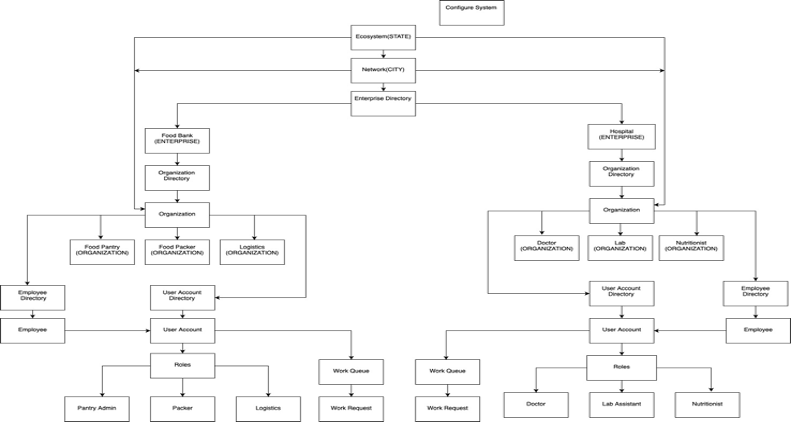 Configure System
Ecosystem(STATE)
Network(CITY)
Enterprise Directory
Food Bank
(ENTERPRISE)
Hospital
(ENTERPRISE)
Organization
Directory
Organization
Directory
Organization
Organization
Food Pantry
(ORGANIZATION)
Food Packer
(ORGANIZATION)
Logistics
(ORGANIZATION)
Doctor
(ORGANIZATION)
Lab
(ORGANIZATION)
Nutritionist
(ORGANIZATION)
Employee
Directory
User Account
Directory
User Account
Directory
Employee
Directory
Employee
User Account
User Account
Employee
Roles
Work Queue
Work Queue
Roles
Pantry Admin
Packer
Logistics
Work Request
Work Request
Doctor
Lab Assistant
Nutritionist